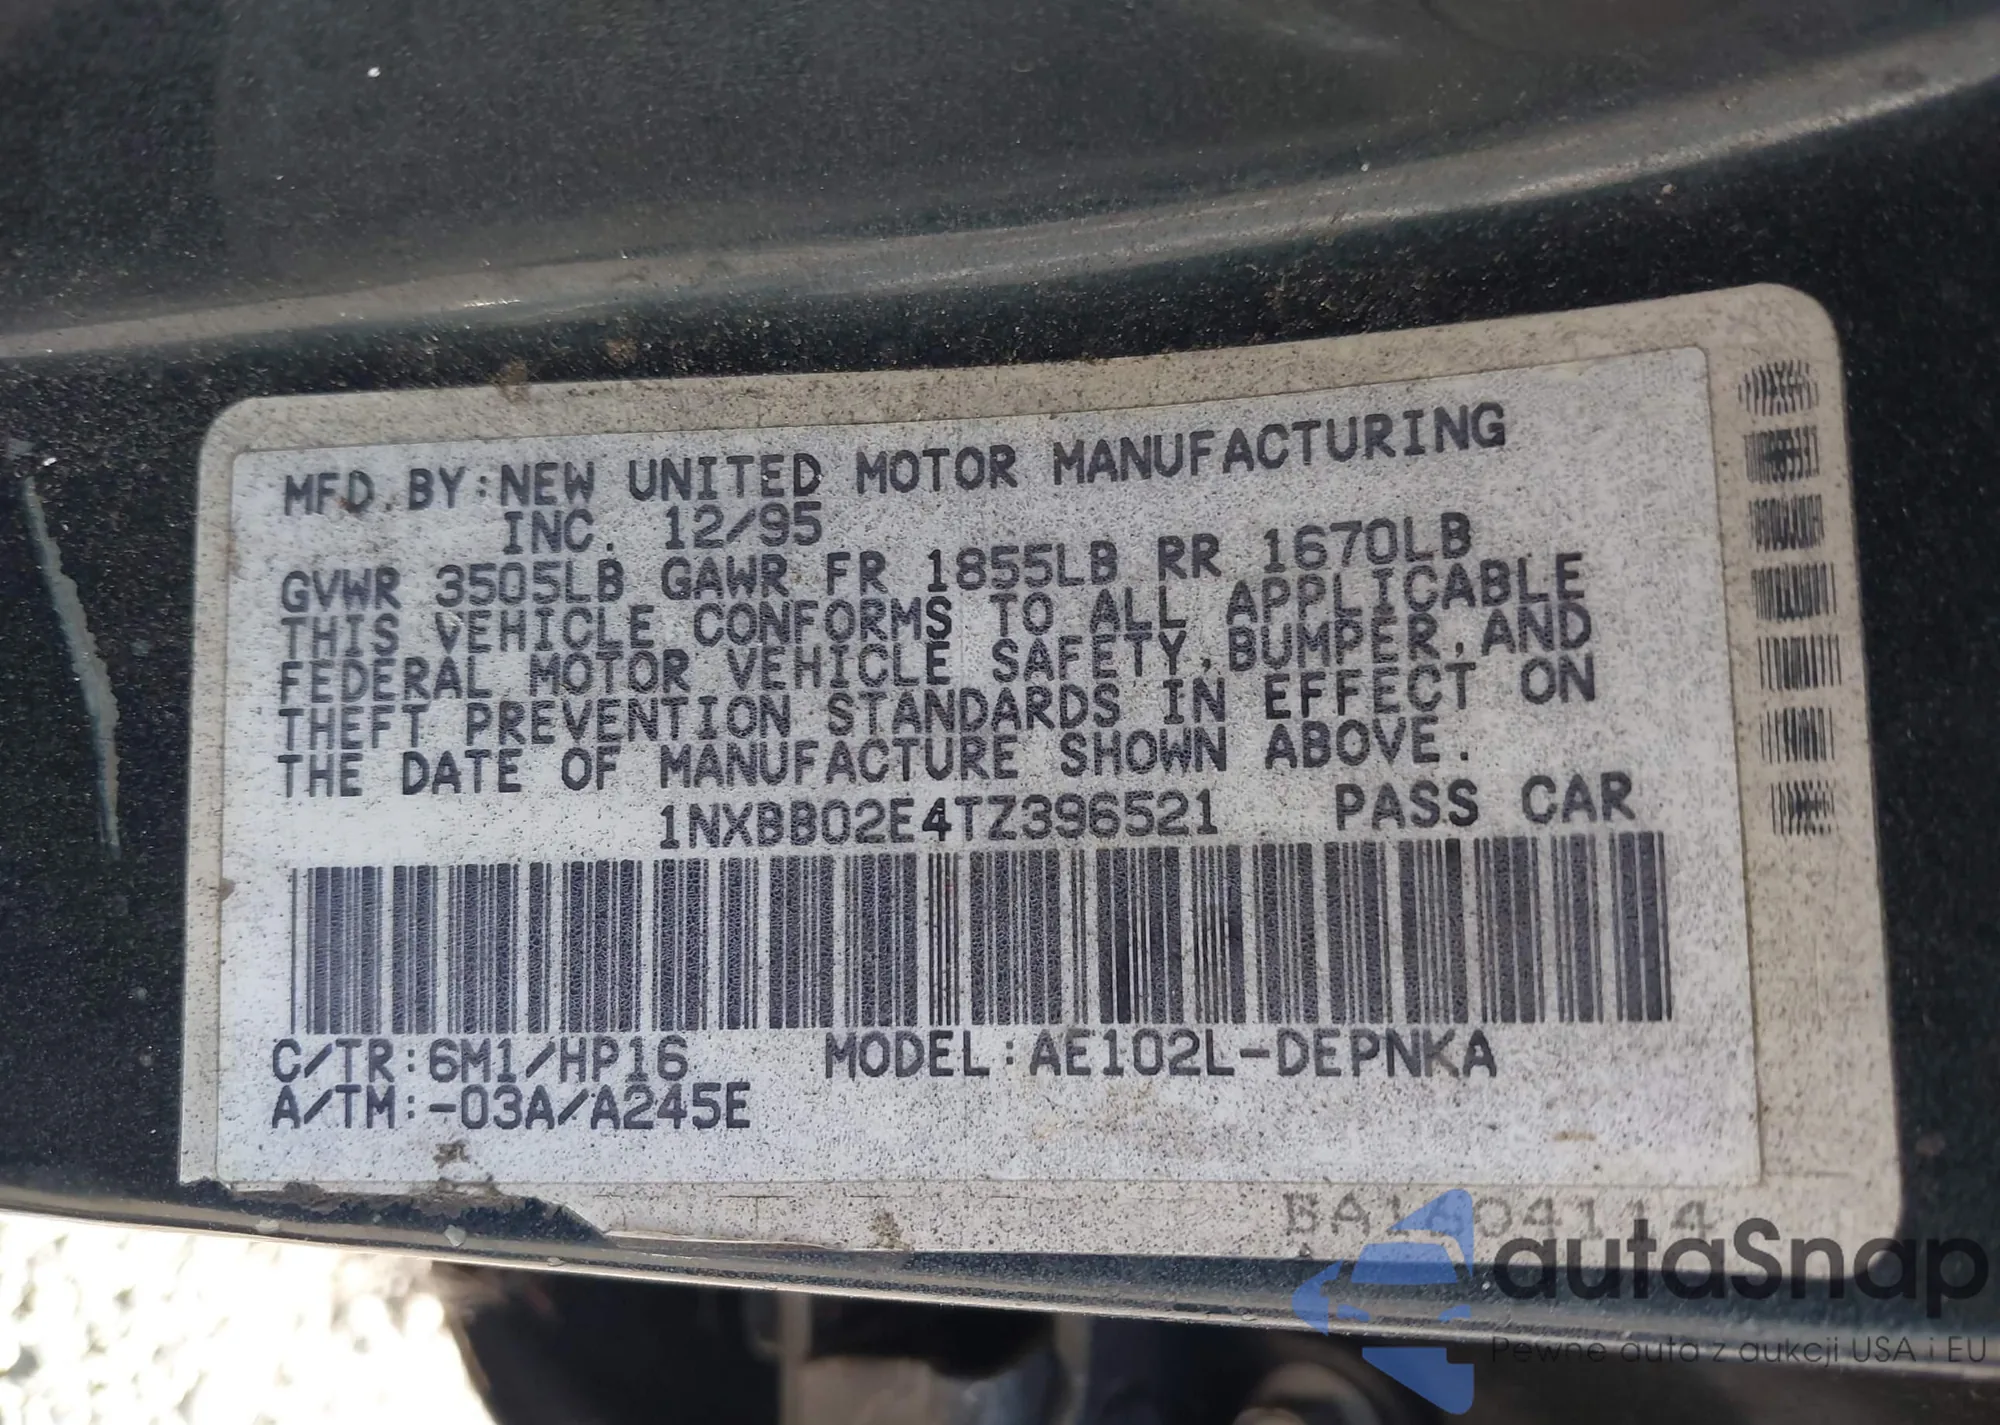 MFD.BY:NEW UNITED MOTOR MANUFACTURING
INC. 12/95
GVWR 3505LB GAWR FR 1855LB RR 1670LB
THIS VEHICLE CONFORMS TO ALL APPLICABLE
FEDERAL MOTOR VEHICLE SAFETY,BUMPER,AND
THEFT PREVENTION STANDARDS IN EFFECT ON
THE DATE OF MANUFACTURE SHOWN ABOVE.
1NXBB02E4TZ396521 PASS CAR
C/TR:6M1/HP16 MODEL:AE102L-DEPNKA
A/TM:-03A/A245E
autaSnap
Pewne auta z aukcji USA i EU